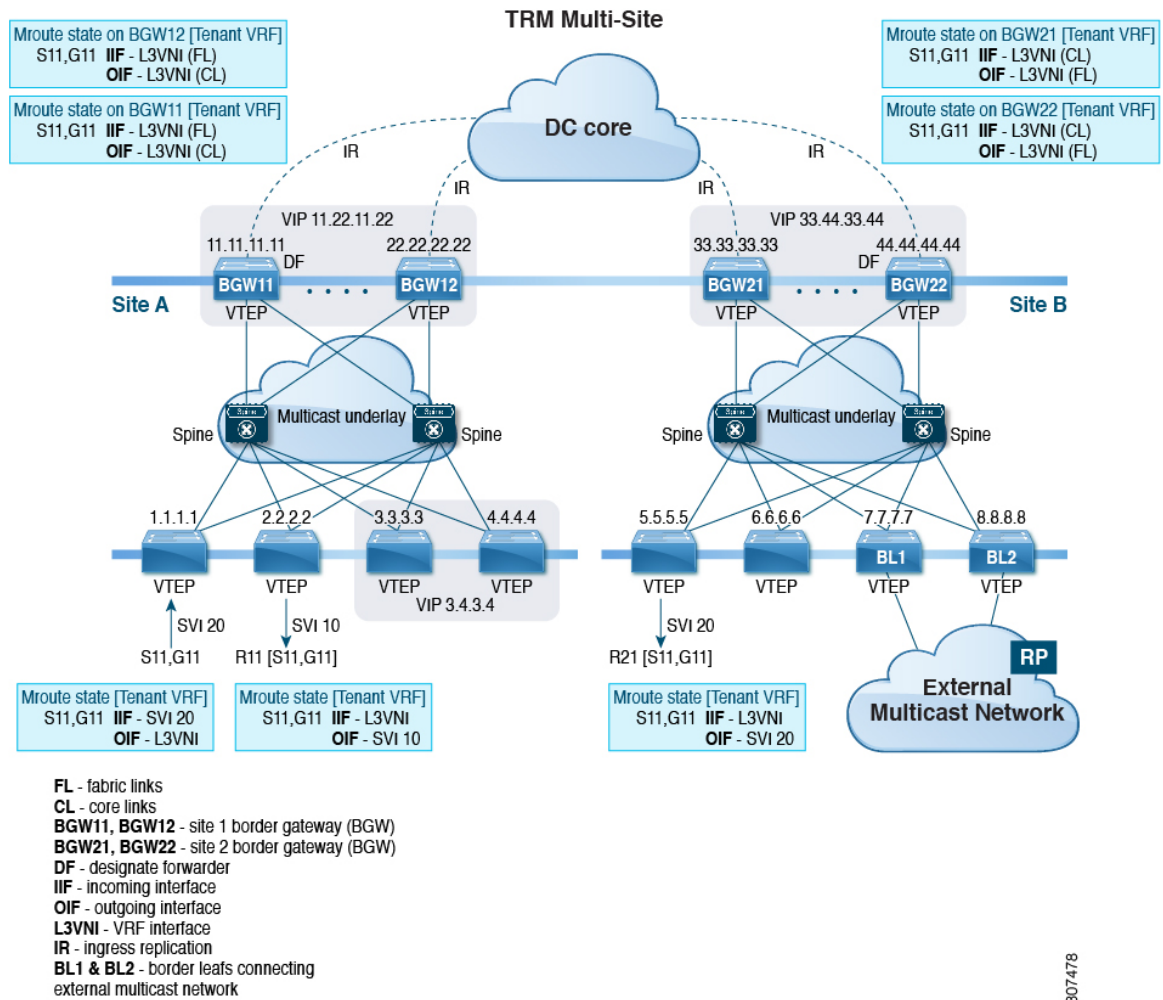 TRM Multi-Site
Mroute state on BGW12 [Tenant VRF]
S11,G11 IIF - L3VNI (FL)
OIF - L3VNI (CL)
Mroute state on BGW11 [Tenant VRF]
S11,G11 IIF - L3VNI (FL)
OIF - L3VNI (CL)
Mroute state on BGW21 [Tenant VRF]
S11,G11 IIF - L3VNI (CL)
OIF - L3VNI (FL)
Mroute state on BGW22 [Tenant VRF]
S11,G11 IIF - L3VNI (CL)
OIF - L3VNI (FL)
DC core
IR
IR
IR
IR
VIP 11.22.11.22
VIP 33.44.33.44
11.11.11.11
22.22.22.22
33.33.33.33
44.44.44.44
DF
DF
BGW11
BGW12
BGW21
BGW22
Site A
VTEP
VTEP
VTEP
VTEP
Site B
Spine
Spine
Spine
Spine
Multicast underlay
Multicast underlay
Spine
Spine
Spine
Spine
1.1.1.1
2.2.2.2
3.3.3.3
4.4.4.4
5.5.5.5
6.6.6.6
7.7.7.7
8.8.8.8
BL1
BL2
VTEP
VTEP
VTEP
VTEP
VTEP
VTEP
VTEP
VTEP
VIP 3.4.3.4
SVI 20
SVI 10
SVI 20
S11,G11
R11 [S11,G11]
R21 [S11,G11]
RP
External
Multicast Network
Mroute state [Tenant VRF]
S11,G11 IIF - SVI 20
OIF - L3VNI
Mroute state [Tenant VRF]
S11,G11 IIF - L3VNI
OIF - SVI 10
Mroute state [Tenant VRF]
S11,G11 IIF - L3VNI
OIF - SVI 20
FL - fabric links
CL - core links
BGW11, BGW12 - site 1 border gateway (BGW)
BGW21, BGW22 - site 2 border gateway (BGW)
DF - designate forwarder
IIF - incoming interface
OIF - outgoing interface
L3VNI - VRF interface
IR - ingress replication
BL1 & BL2 - border leafs connecting
external multicast network